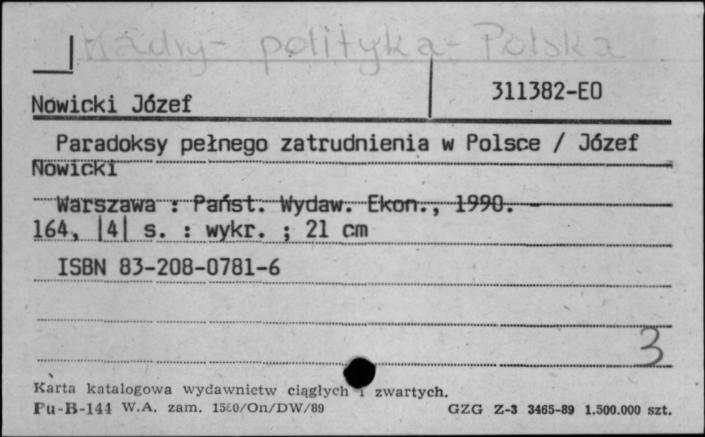 Kadry- polityka- Polska
311382-EO
Nowicki Józef
Paradoksy pełnego zatrudnienia w Polsce / Józef
Nowicki
Warszawa : Państ. Wydaw. Ekon., 1990. -
164, |4| s. : wykr. ; 21 cm
ISBN 83-208-0781-6
3
Karta katalogowa wydawnictw ciągłych i zwartych.
Pu-B-144 W.A. zam. /On/DW/89 GZG Z-3 3465-89 1.500.000 szt.